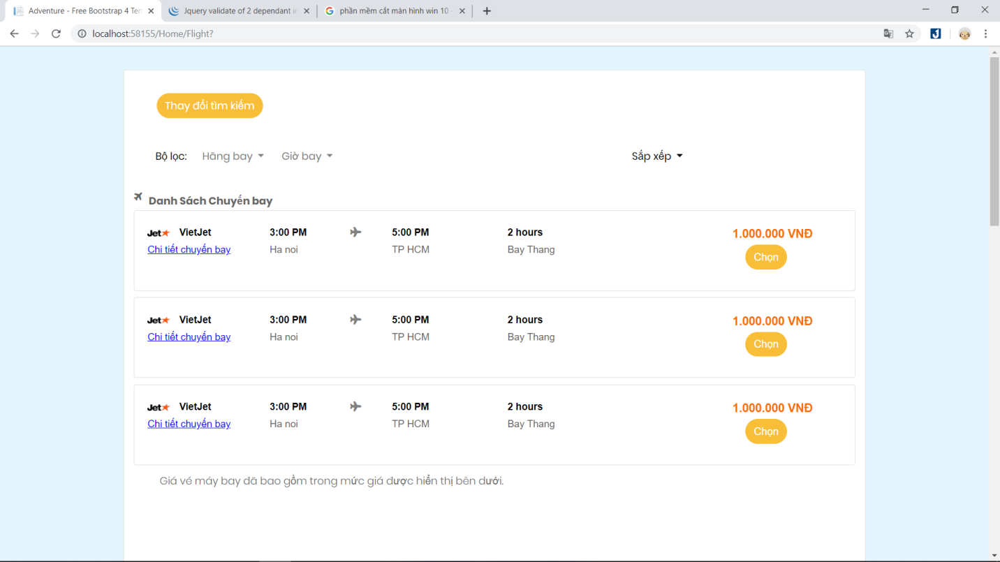 Adventure - Free Bootstrap 4 Tem
Jquery validate of 2 dependant in
phần mềm cắt màn hình win 10 -
localhost:58155/Home/Flight?
Thay đổi tìm kiếm
Bộ lọc: Hãng bay Giờ bay Sắp xếp
Danh Sách Chuyến bay
Jet VietJet 3:00 PM 5:00 PM 2 hours 1.000.000 VNĐ
Chi tiết chuyến bay Ha noi TP HCM Bay Thang
Chọn
Jet VietJet 3:00 PM 5:00 PM 2 hours 1.000.000 VNĐ
Chi tiết chuyến bay Ha noi TP HCM Bay Thang
Chọn
Jet VietJet 3:00 PM 5:00 PM 2 hours 1.000.000 VNĐ
Chi tiết chuyến bay Ha noi TP HCM Bay Thang
Chọn
Giá vé máy bay đã bao gồm trong mức giá được hiển thị bên dưới.